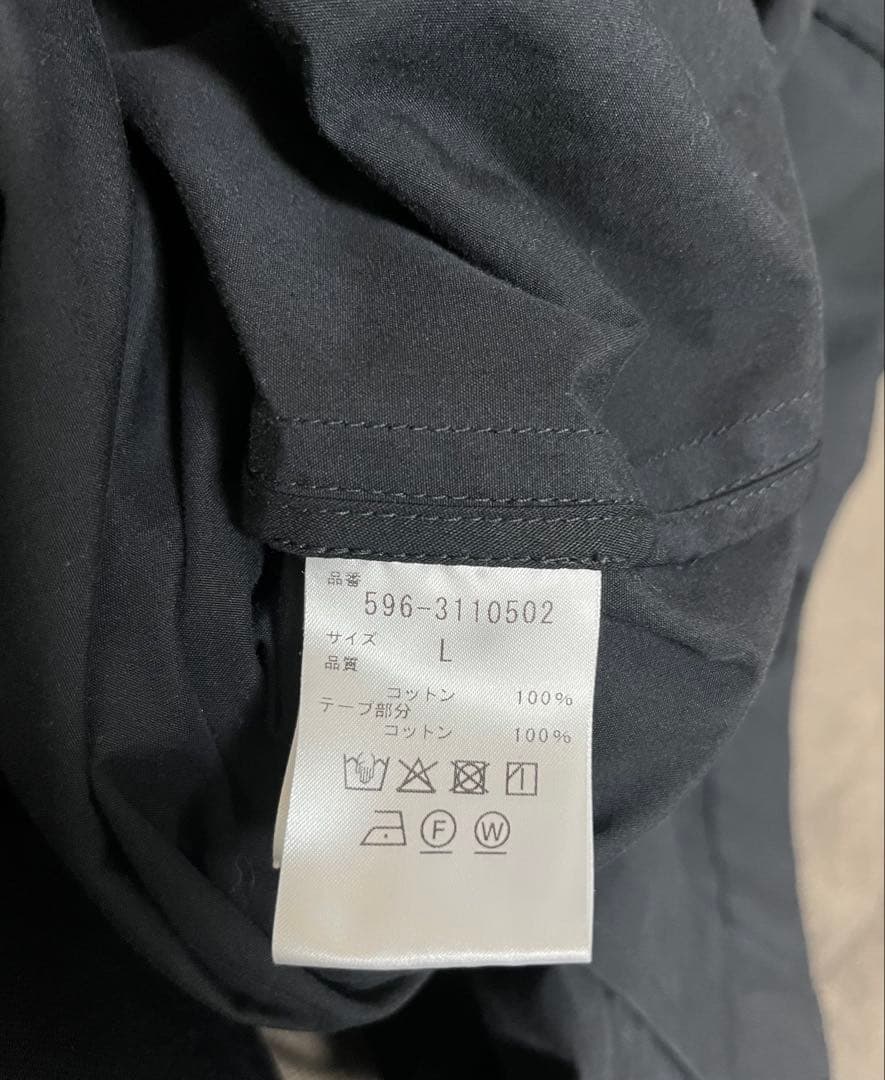 品番
596-3110502
サイズ
L
品質
コットン 100%
テープ部分
コットン 100%
F W